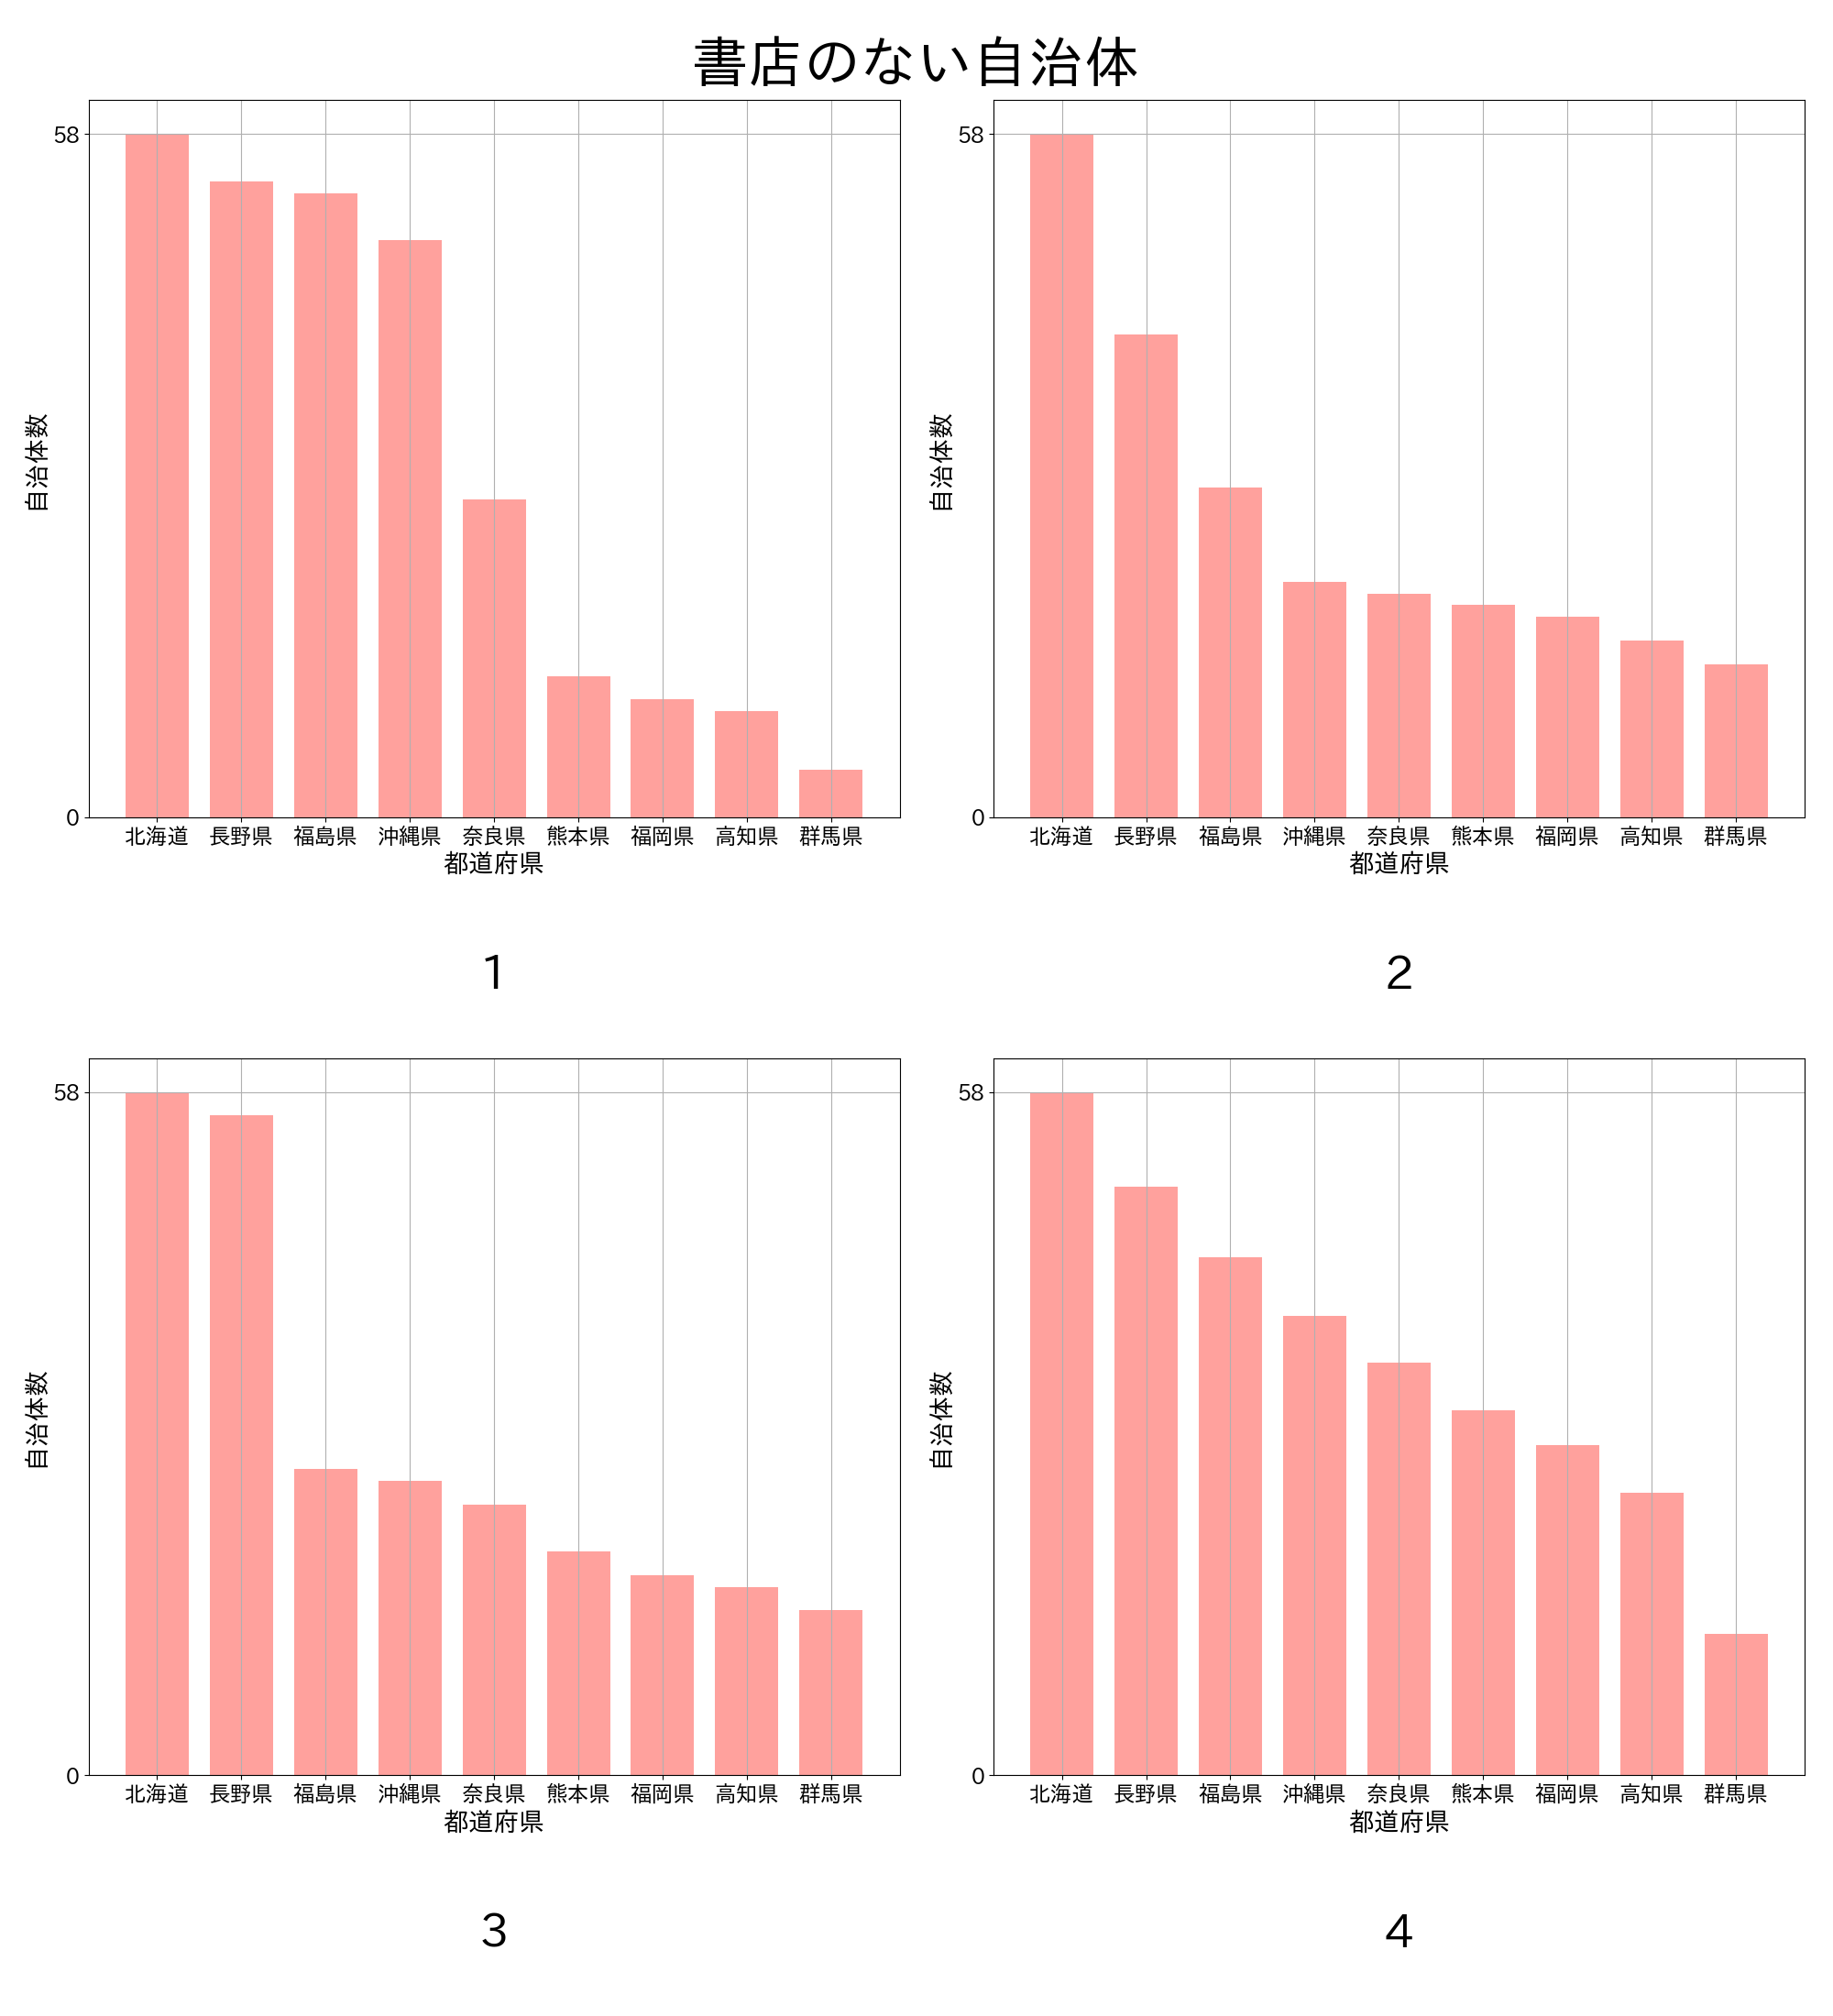 書店のない自治体
58
0
自治体数
北海道 長野県 福島県 沖縄県 奈良県 熊本県 福岡県 高知県 群馬県
都道府県
1
58
0
自治体数
北海道 長野県 福島県 沖縄県 奈良県 熊本県 福岡県 高知県 群馬県
都道府県
2
58
0
自治体数
北海道 長野県 福島県 沖縄県 奈良県 熊本県 福岡県 高知県 群馬県
都道府県
3
58
0
自治体数
北海道 長野県 福島県 沖縄県 奈良県 熊本県 福岡県 高知県 群馬県
都道府県
4